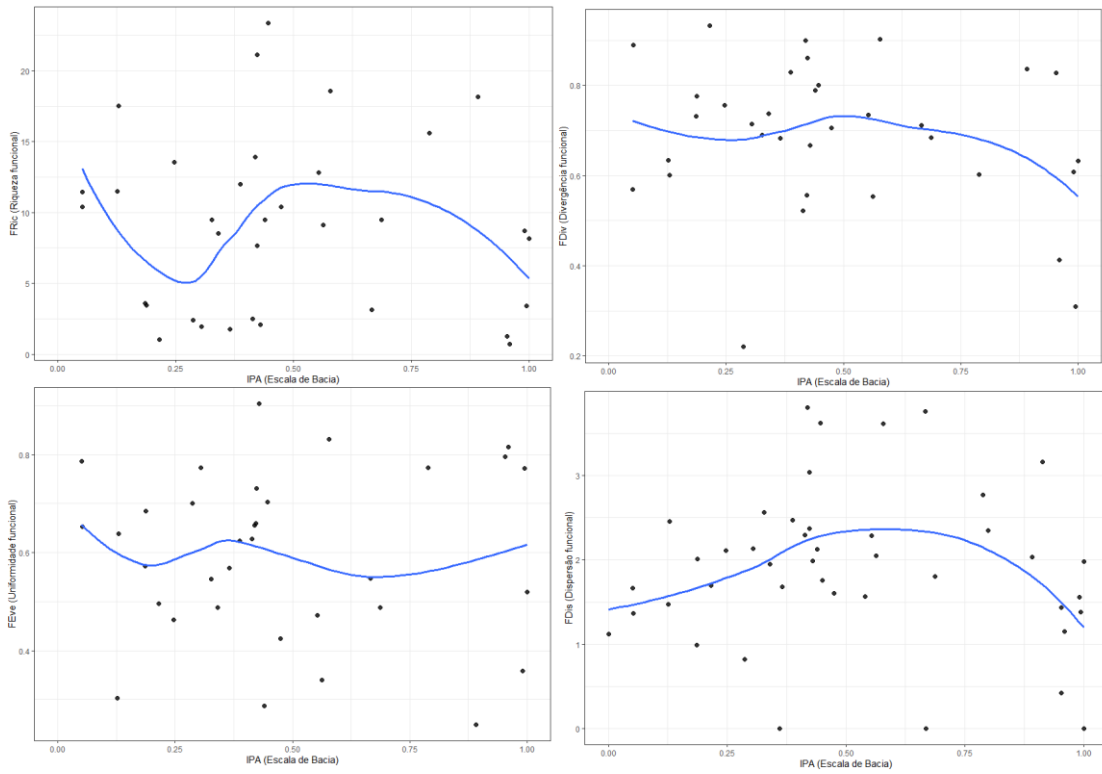 FRic (Riqueza funcional)
20
15
10
5
0
0.00 0.25 0.50 0.75 1.00
IPA (Escala de Bacia)
FDiv (Divergência funcional)
0.8
0.6
0.4
0.2
0.00 0.25 0.50 0.75 1.00
IPA (Escala de Bacia)
FEve (Uniformidade funcional)
0.8
0.6
0.4
0.00 0.25 0.50 0.75 1.00
IPA (Escala de Bacia)
FDis (Dispersão funcional)
3
2
1
0
0.00 0.25 0.50 0.75 1.00
IPA (Escala de Bacia)